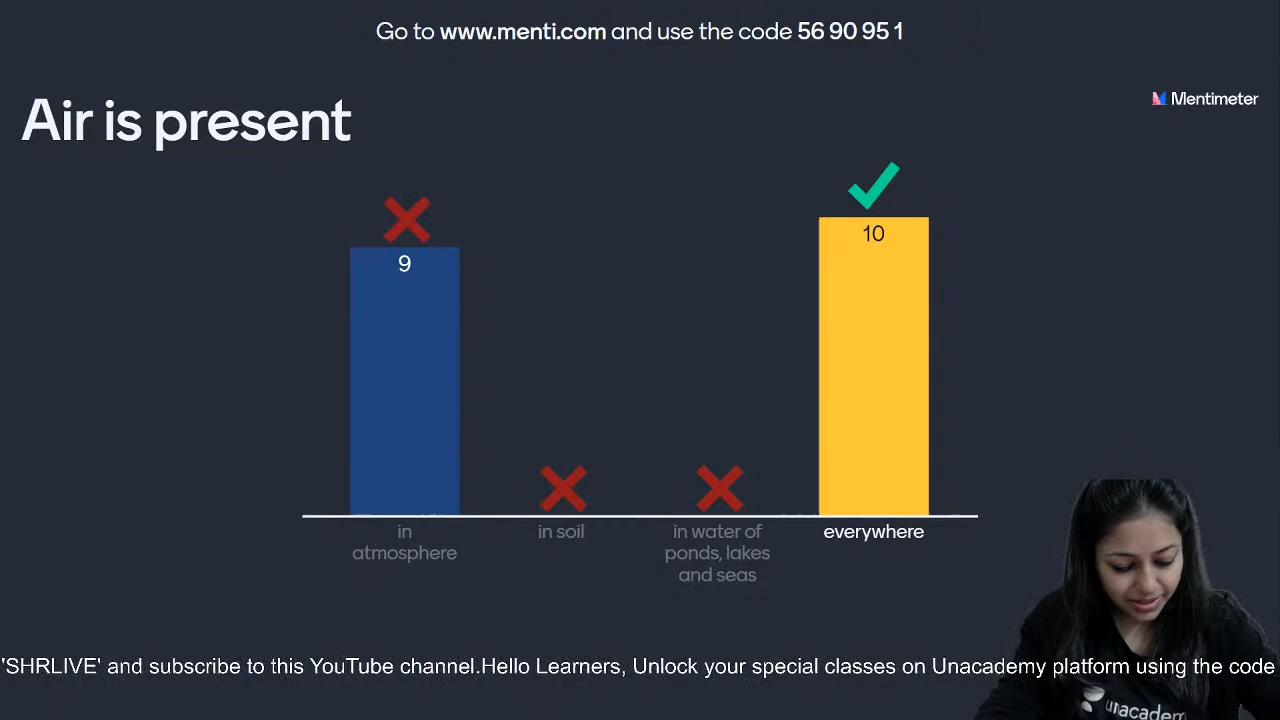 Go to www.menti.com and use the code 56 90 95 1
Mentimeter
Air is present
9
10
in
atmosphere
in soil
in water of
ponds, lakes
and seas
everywhere
'SHRLIVE' and subscribe to this YouTube channel.Hello Learners, Unlock your special classes on Unacademy platform using the code
unacademy